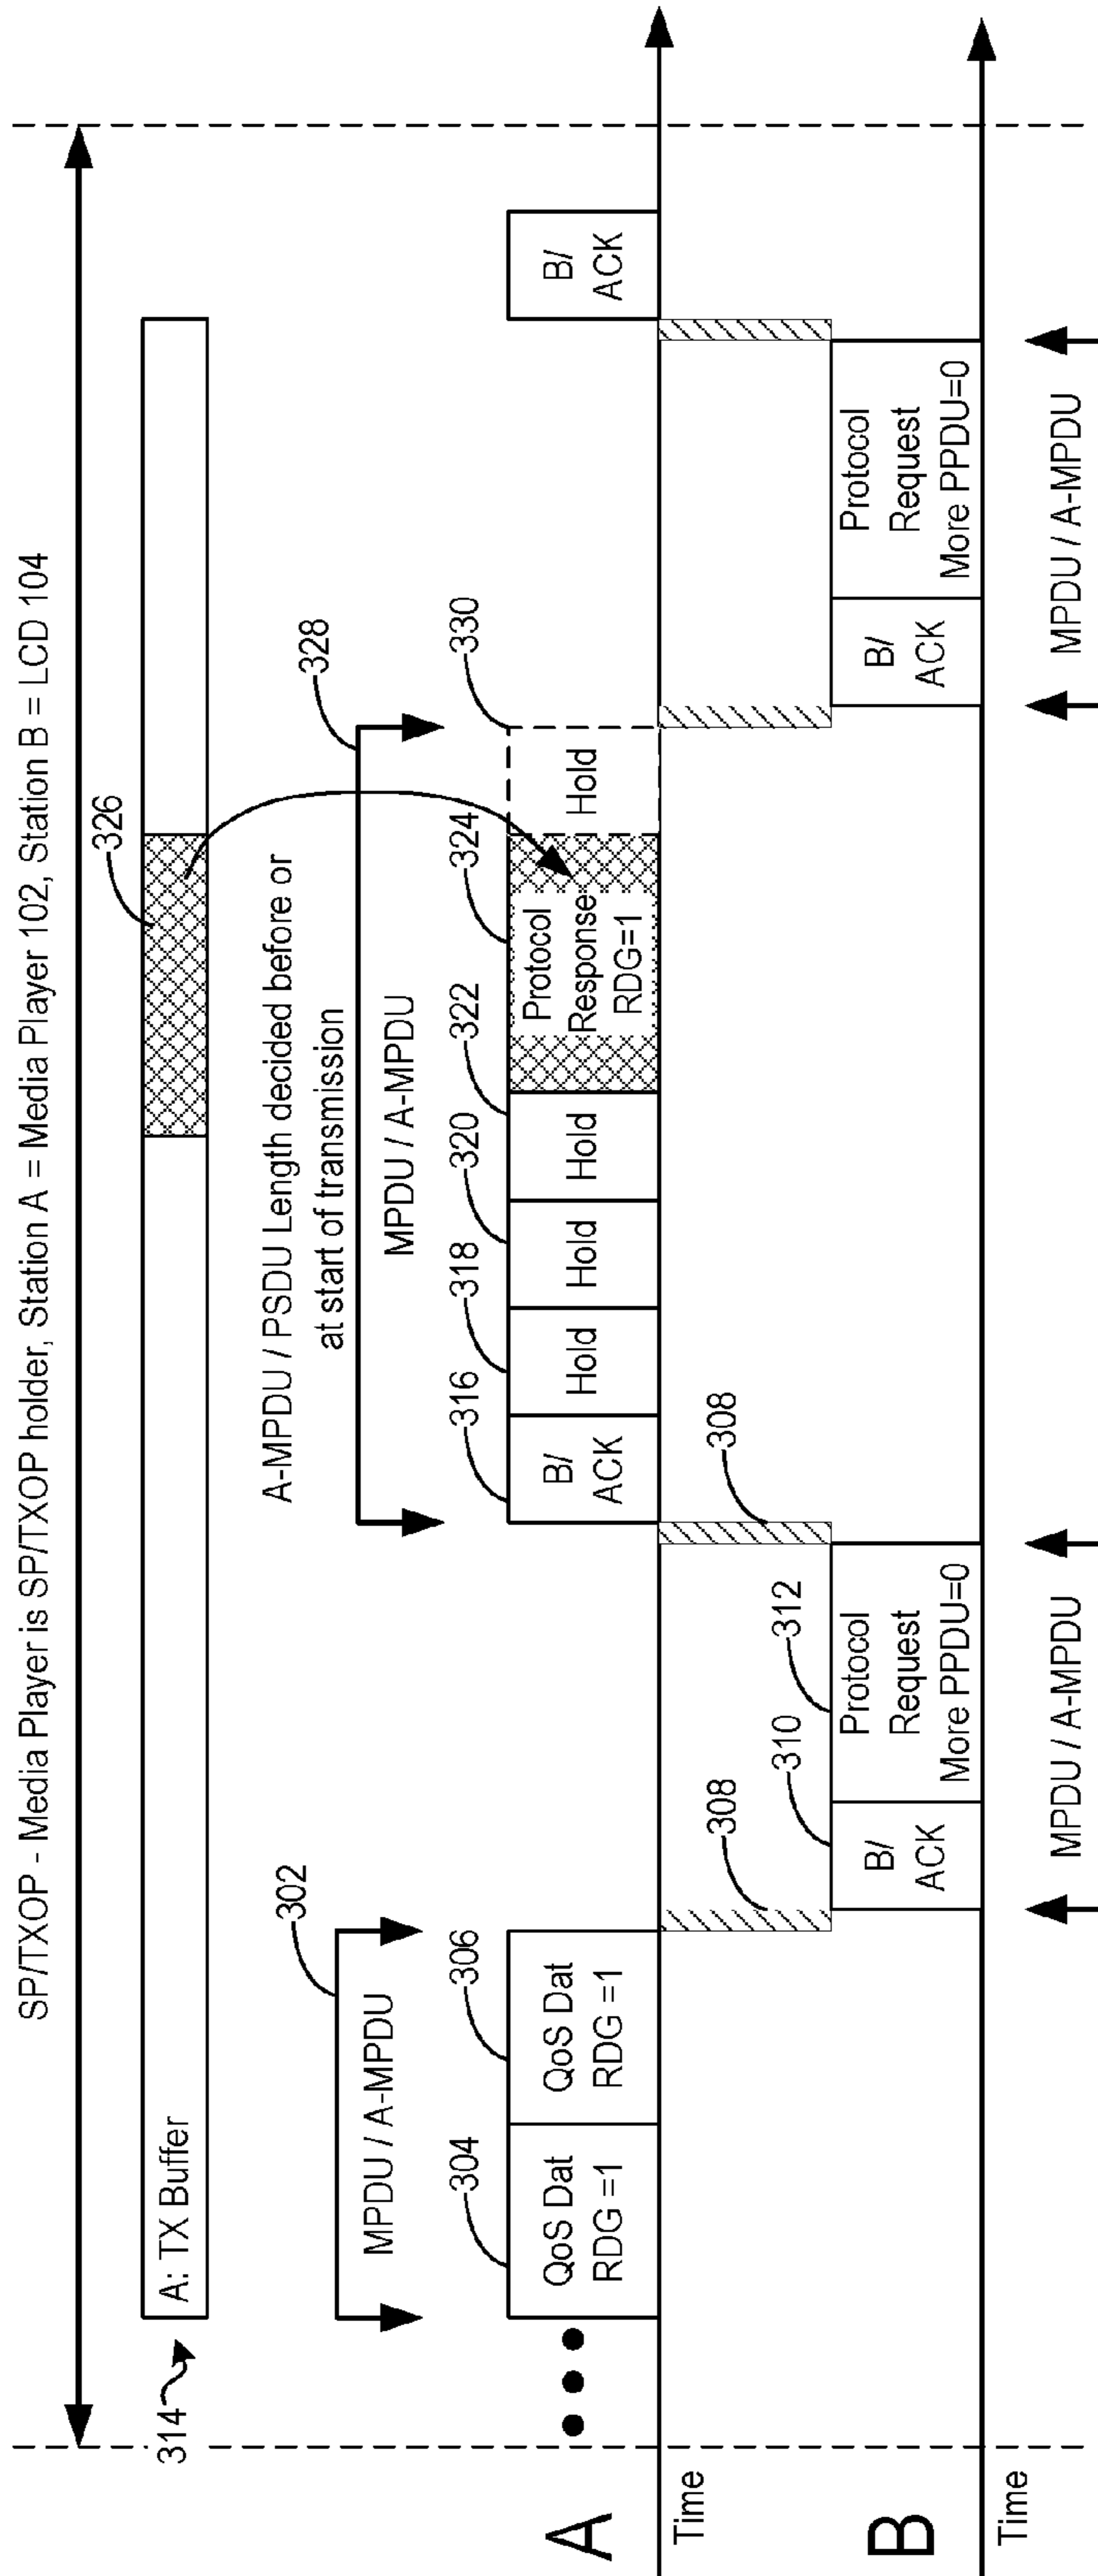 SP/TXOP - Media Player is SP/TXOP holder, Station A = Media Player 102, Station B = LCD 104
314
A: TX Buffer
326
302
MPDU / A-MPDU
A-MPDU / PSDU Length decided before or
at start of transmission
328
MPDU / A-MPDU
304
306
316
318
320
322
324
330
A
QoS Dat
RDG =1
QoS Dat
RDG =1
B/
ACK
Hold
Hold
Hold
Protocol
Response
RDG=1
Hold
B/
ACK
Time
308
308
310
312
B
B/
ACK
Protocol
Request
More PPDU=0
B/
ACK
Protocol
Request
More PPDU=0
Time
MPDU / A-MPDU
MPDU / A-MPDU